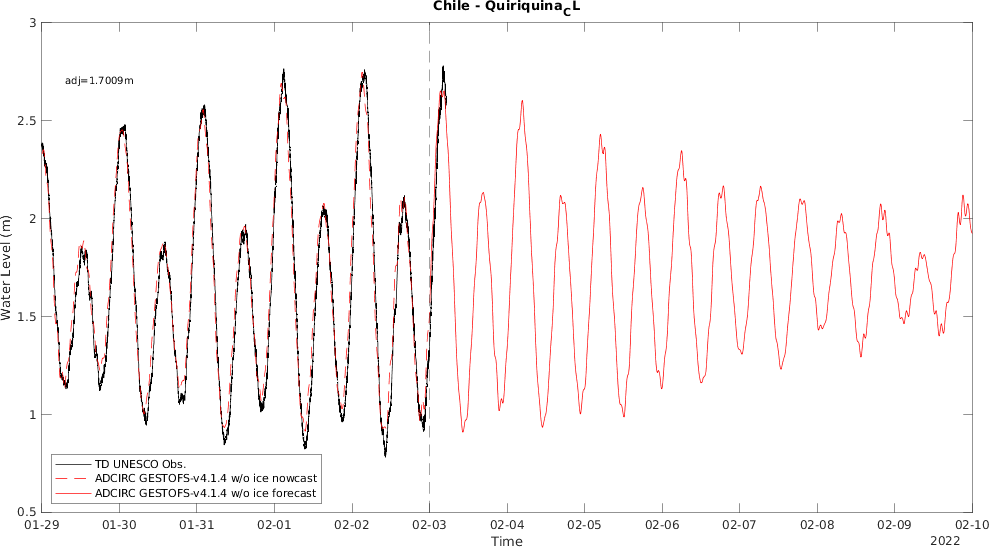 Chile - Quiriquina_CL
adj=1.7009m
3
2.5
2
1.5
1
0.5
Water Level (m)
TD UNESCO Obs.
ADCIRC GESTOFS-v4.1.4 w/o ice nowcast
ADCIRC GESTOFS-v4.1.4 w/o ice forecast
01-29 01-30 01-31 02-01 02-02 02-03 02-04 02-05 02-06 02-07 02-08 02-09 02-10
Time
2022